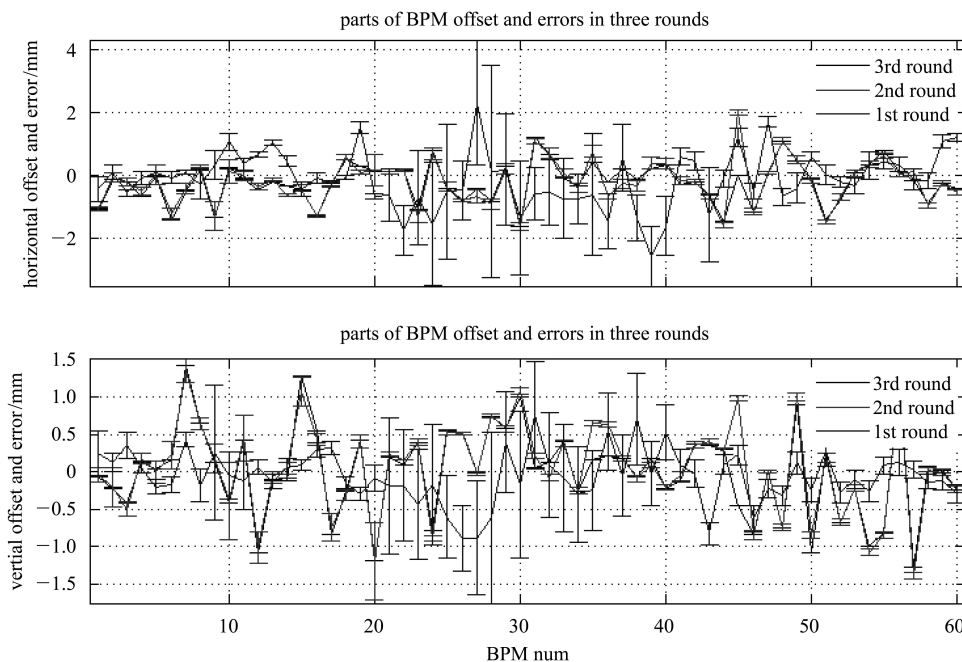 parts of BPM offset and errors in three rounds
horizontal offset and error/mm
4
2
0
−2
3rd round
2nd round
1st round
parts of BPM offset and errors in three rounds
vertial offset and error/mm
1.5
1.0
0.5
0
−0.5
−1.0
−1.5
3rd round
2nd round
1st round
10
20
30
40
50
60
BPM num